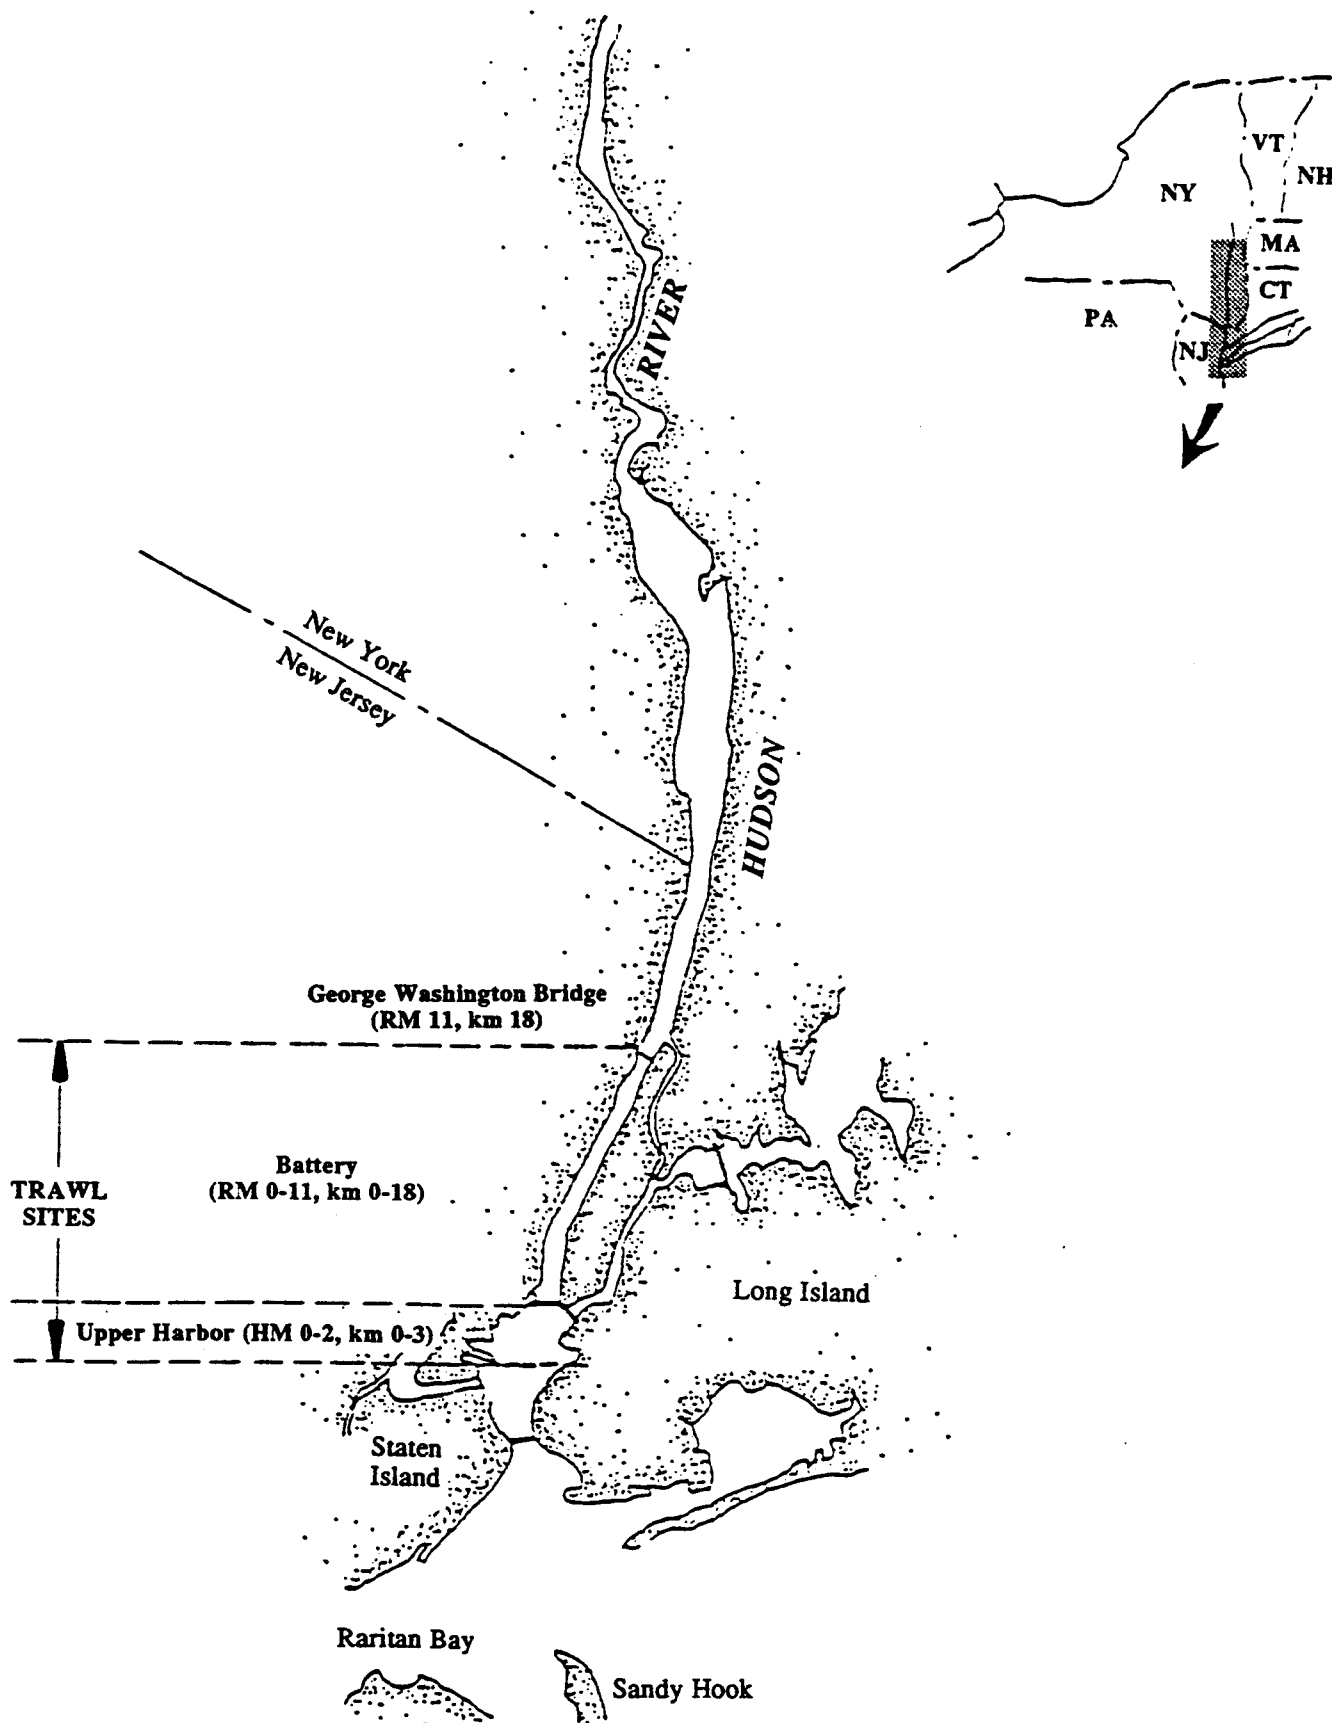 VT
NH
NY
MA
CT
PA
NJ
RIVER
New York
New Jersey
HUDSON
George Washington Bridge
(RM 11, km 18)
Battery
(RM 0-11, km 0-18)
TRAWL
SITES
Long Island
Upper Harbor (HM 0-2, km 0-3)
Staten
Island
Raritan Bay
Sandy Hook